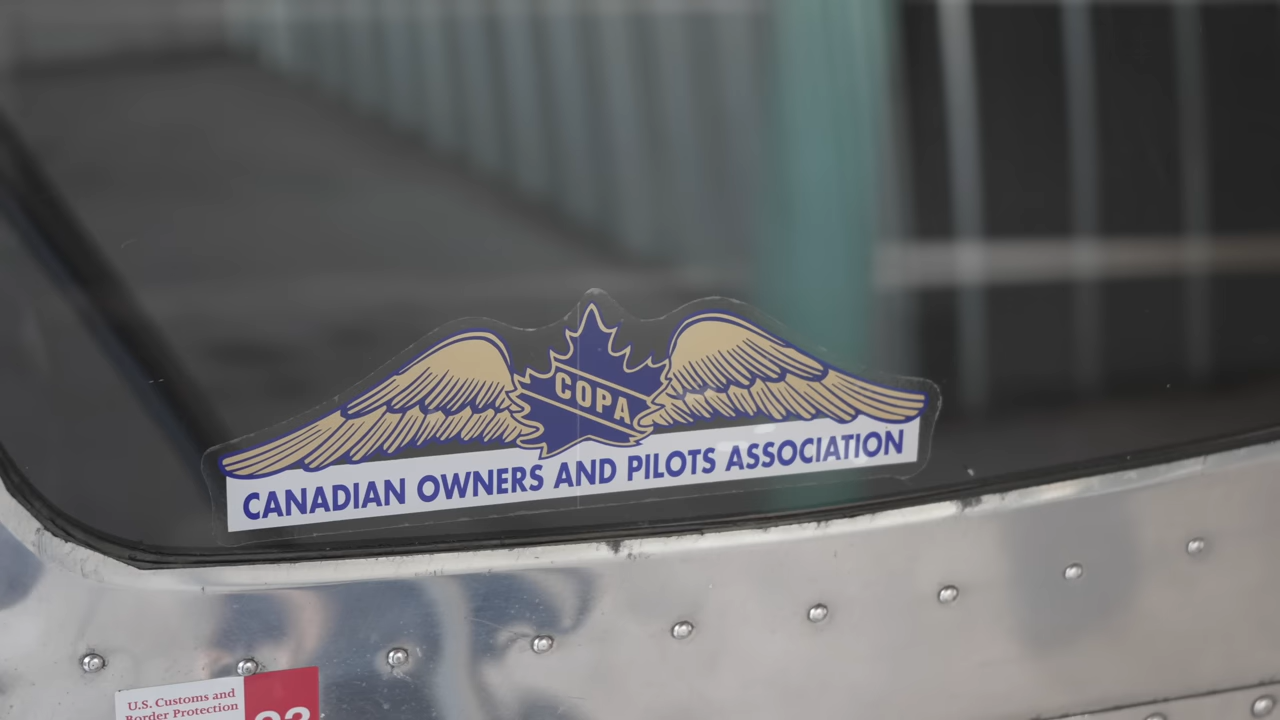 COPA
CANADIAN OWNERS AND PILOTS ASSOCIATION
U.S. Customs and
Border Protection